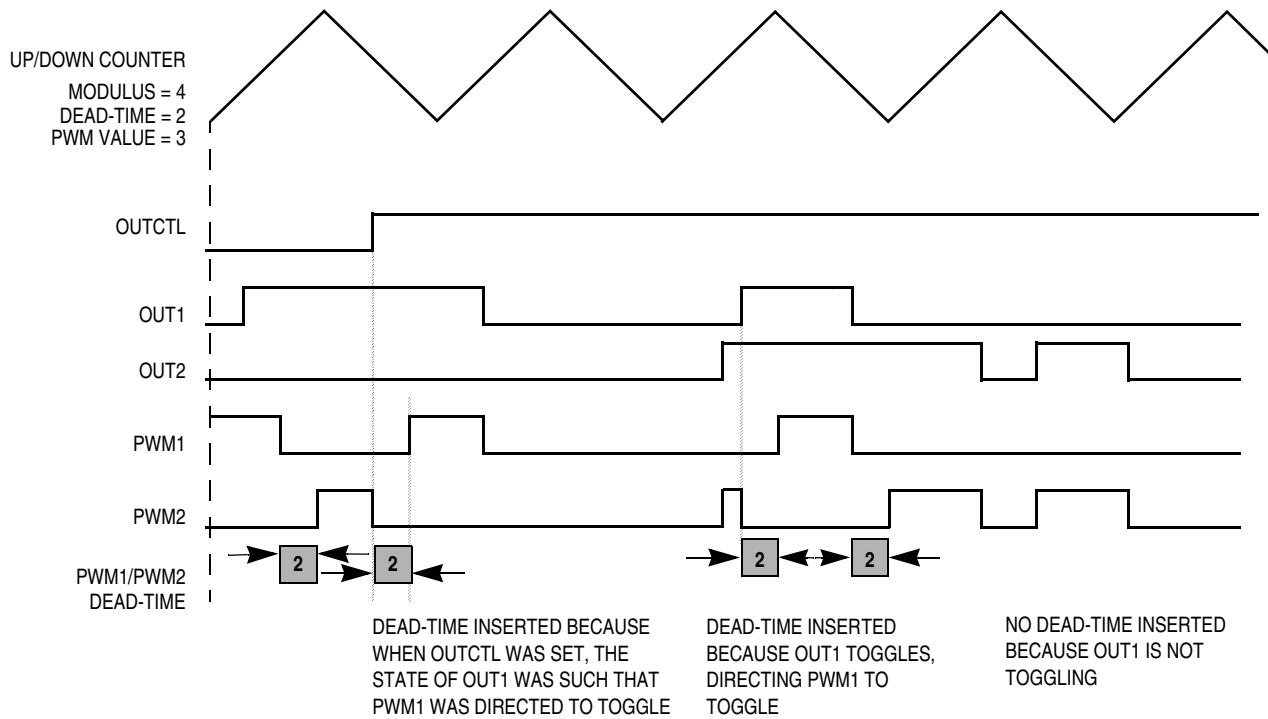 UP/DOWN COUNTER
MODULUS = 4
DEAD-TIME = 2
PWM VALUE = 3
OUTCTL
OUT1
OUT2
PWM1
PWM2
PWM1/PWM2
DEAD-TIME
2
2
2
2
DEAD-TIME INSERTED BECAUSE
WHEN OUTCTL WAS SET, THE
STATE OF OUT1 WAS SUCH THAT
PWM1 WAS DIRECTED TO TOGGLE
DEAD-TIME INSERTED
BECAUSE OUT1 TOGGLES,
DIRECTING PWM1 TO
TOGGLE
NO DEAD-TIME INSERTED
BECAUSE OUT1 IS NOT
TOGGLING